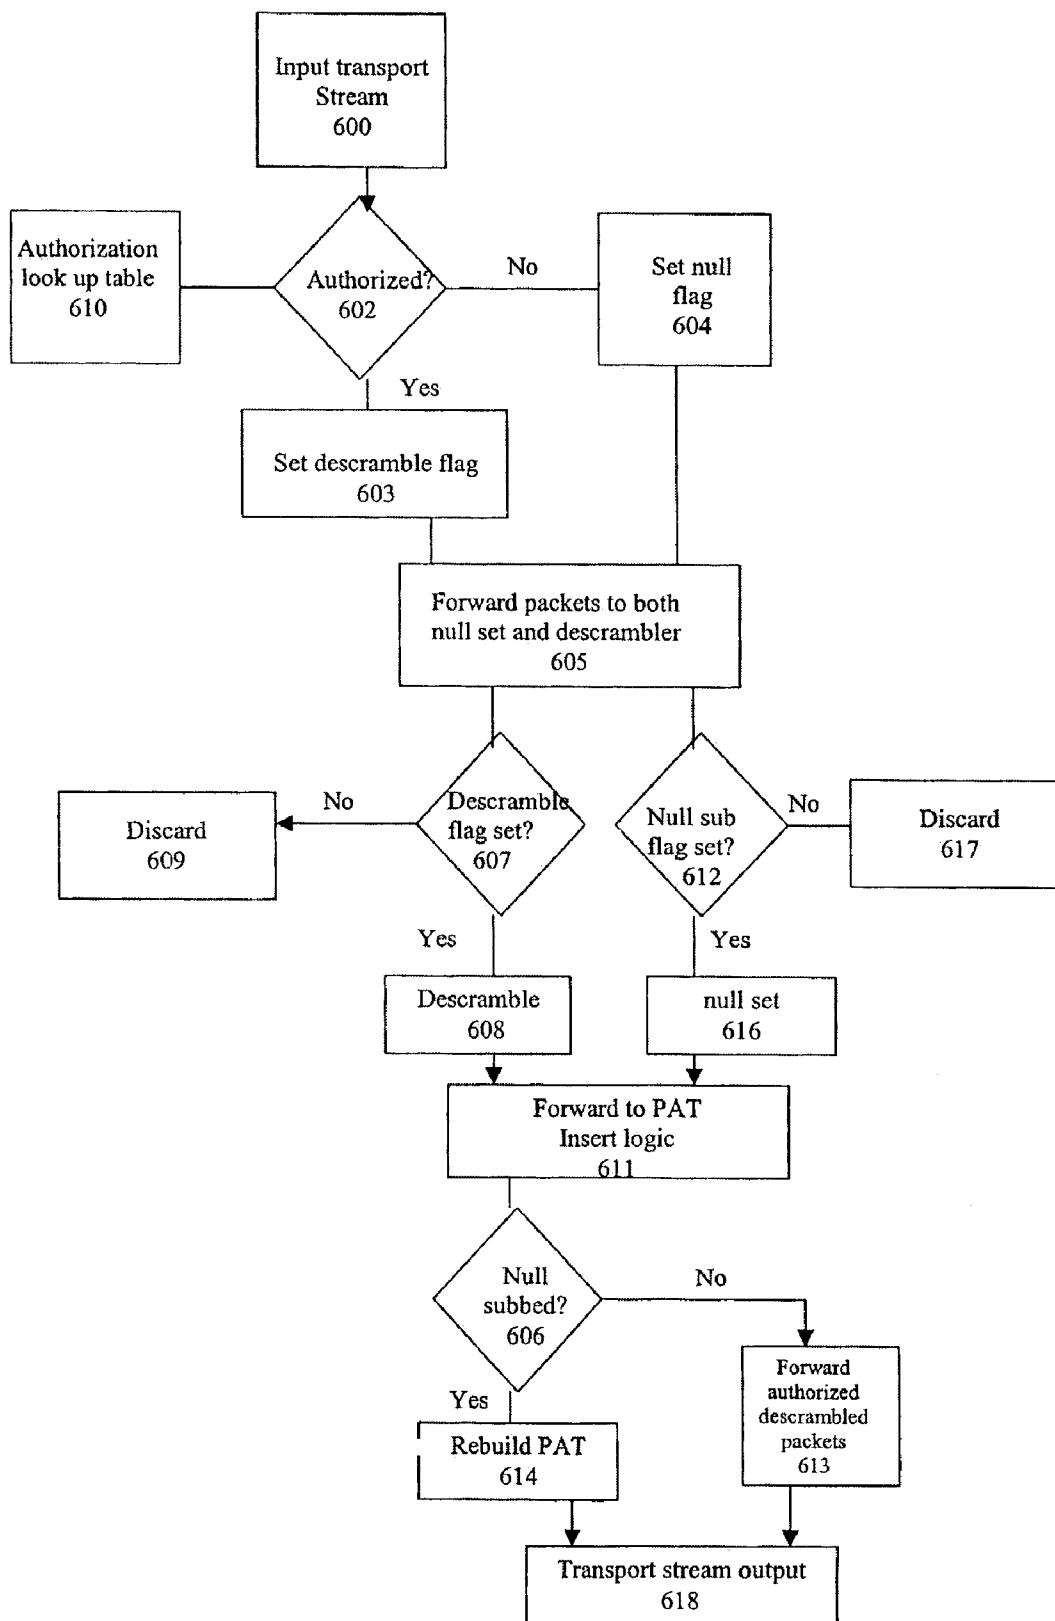 Input transport
Stream
600
Authorization
look up table
610
Authorized?
602
No
Set null
flag
604
Yes
Set descramble flag
603
Forward packets to both
null set and descrambler
605
No
Discard
609
Descramble
flag set?
607
Null sub
flag set?
612
No
Discard
617
Yes
Yes
Descramble
608
null set
616
Forward to PAT
Insert logic
611
Null
subbed?
606
No
Yes
Forward
authorized
descrambled
packets
613
Rebuild PAT
614
Transport stream output
618